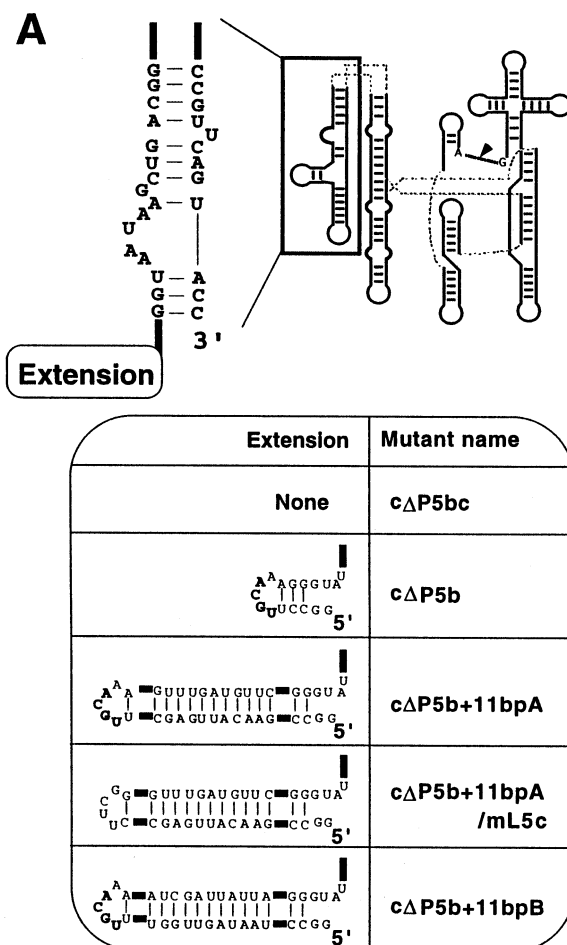 A
G — C
G — C
C — G
A — U
U
G C
U — A
C — G
G
A — U
A
U
A
A
U — A
G — C
G — C
3'
A
G
Extension
Extension Mutant name
None cΔP5bc
A A A G G G U A U
C
G U U C C U G G 5'
cΔP5b
A A A G U U U G A U G U U C G G G U A U
C
G U U C G A G U U A C A A G C C G G 5'
cΔP5b+11bpA
G G G U U U G A U G U U C G G G U A U
C
U U C C G A G U U A C A A G C C G G 5'
cΔP5b+11bpA
/mL5c
A A A A U C G A U U A U U A G G G U A U
C
G U U U G G U U G A U A A U C C G G 5'
cΔP5b+11bpB